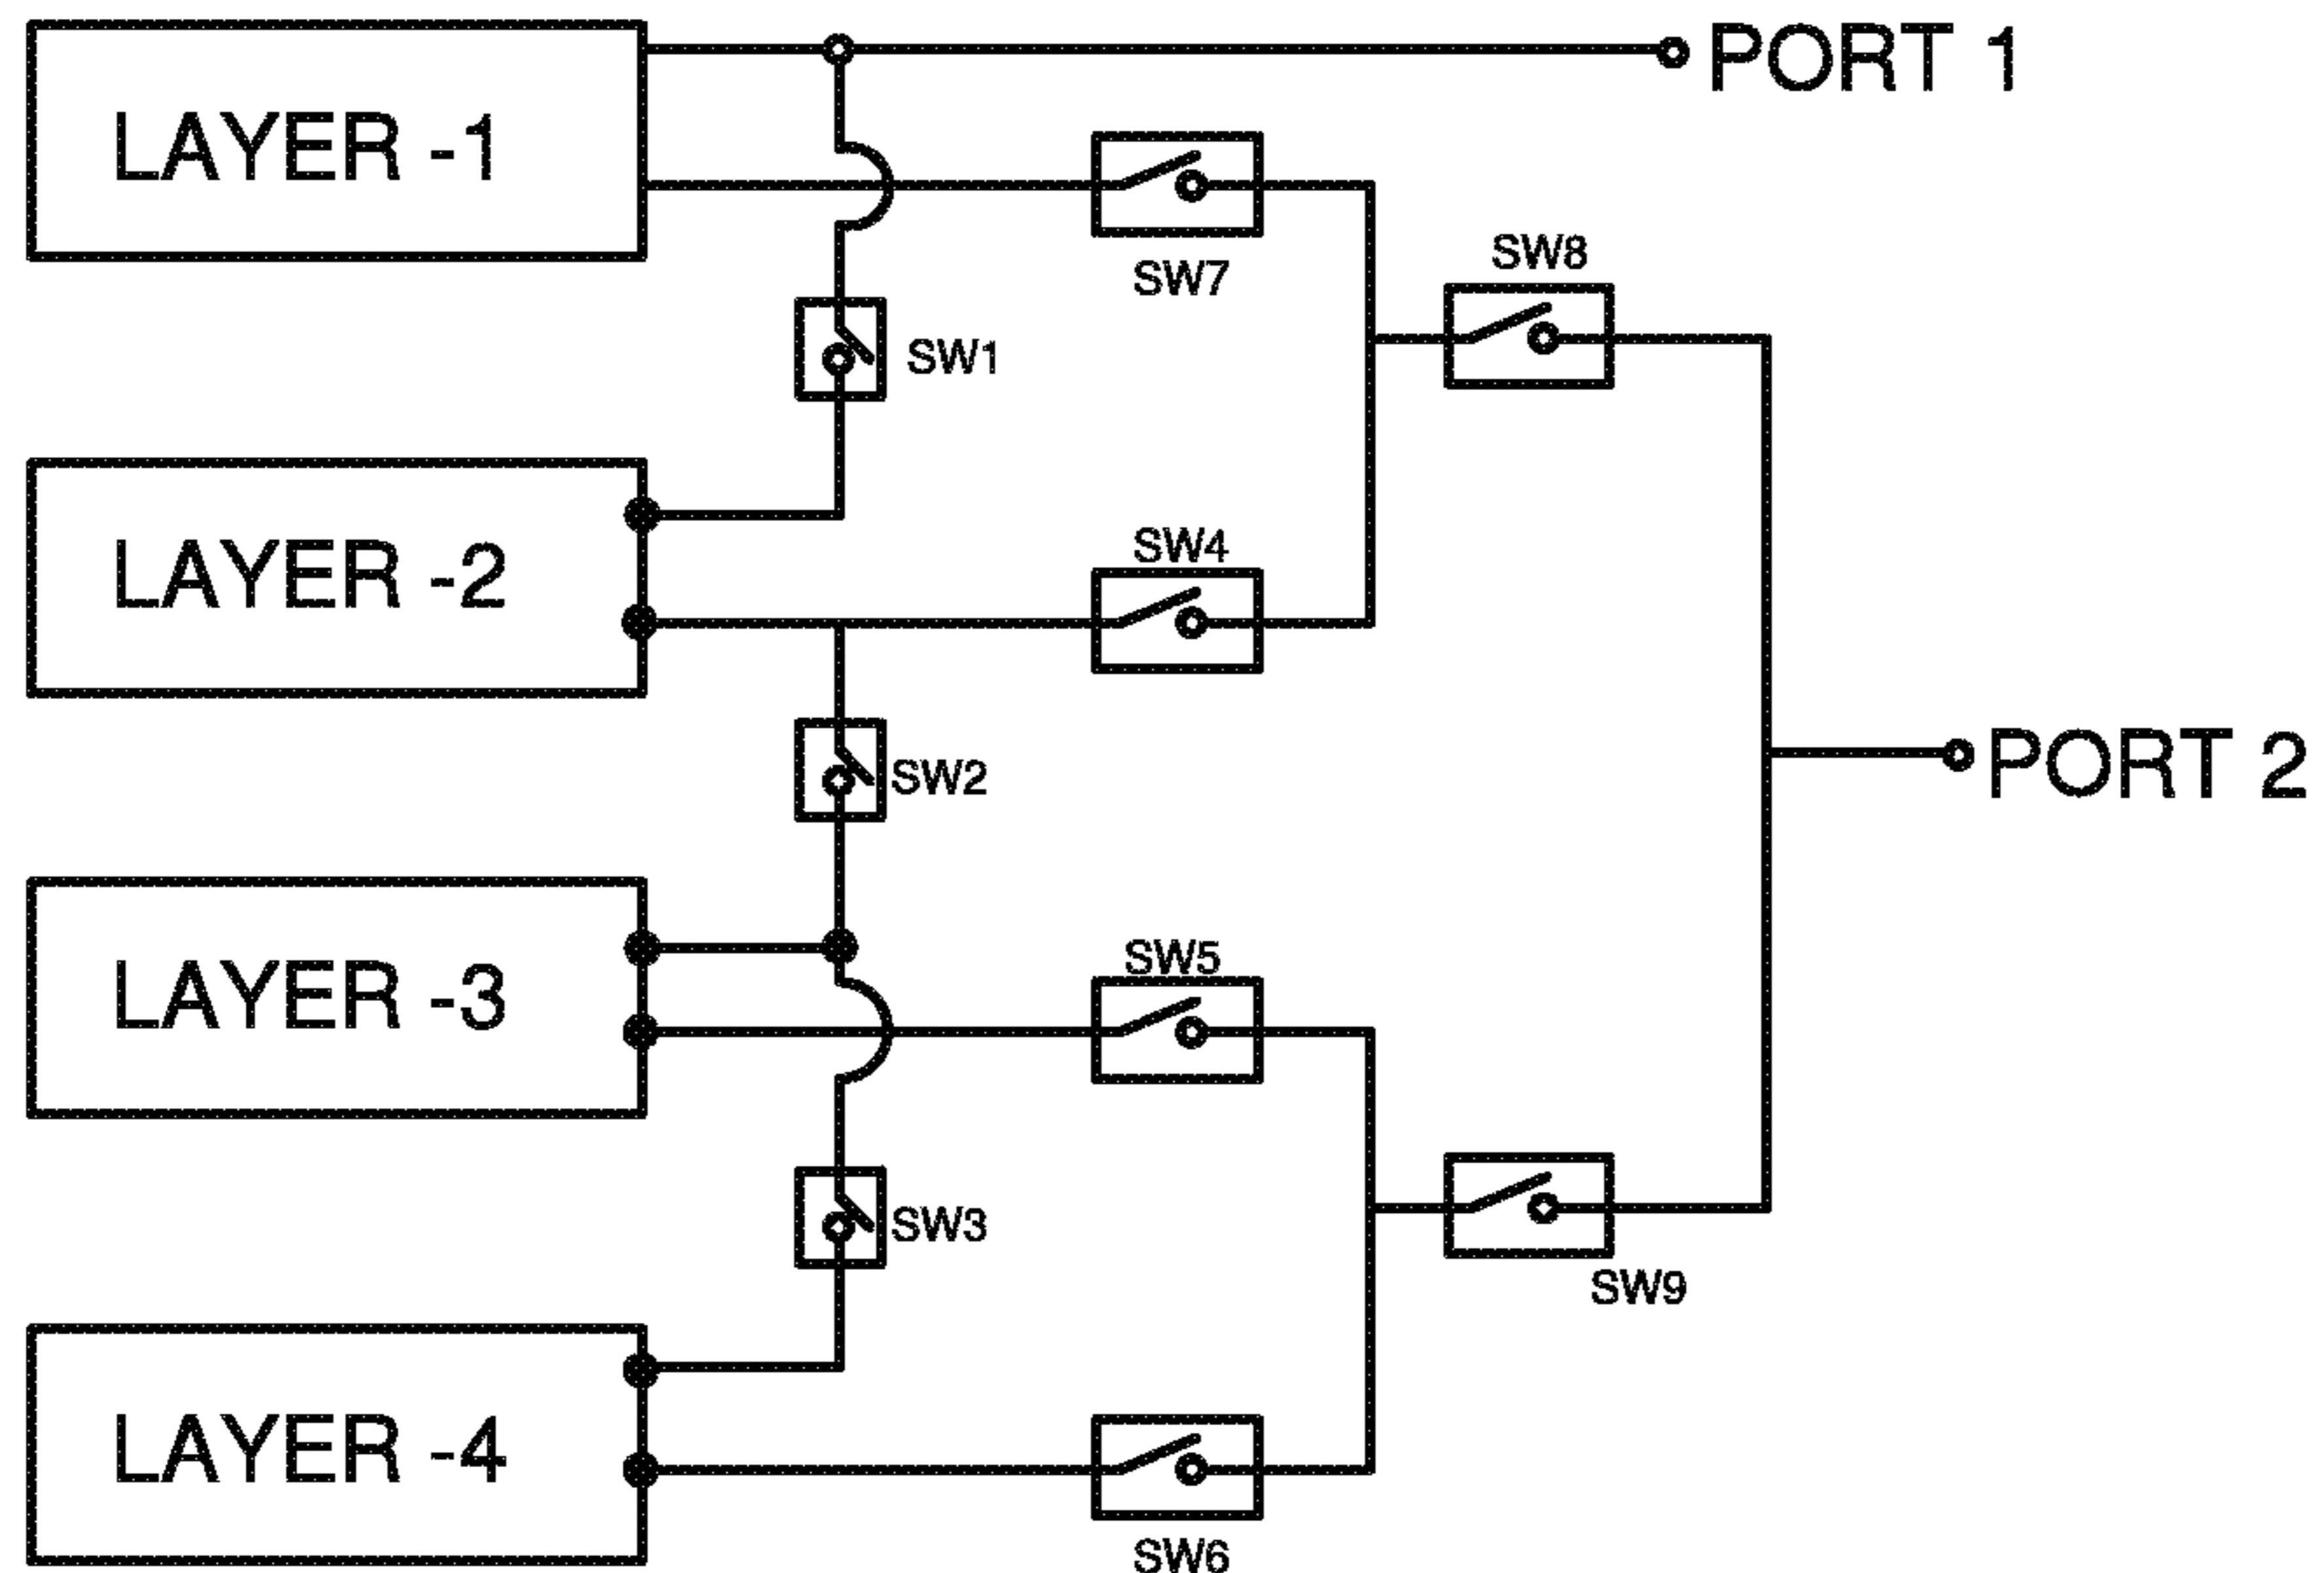 PORT 1
LAYER -1
SW7
SW8
SW1
LAYER -2
SW4
SW2
PORT 2
LAYER -3
SW5
SW3
SW9
LAYER -4
SW6